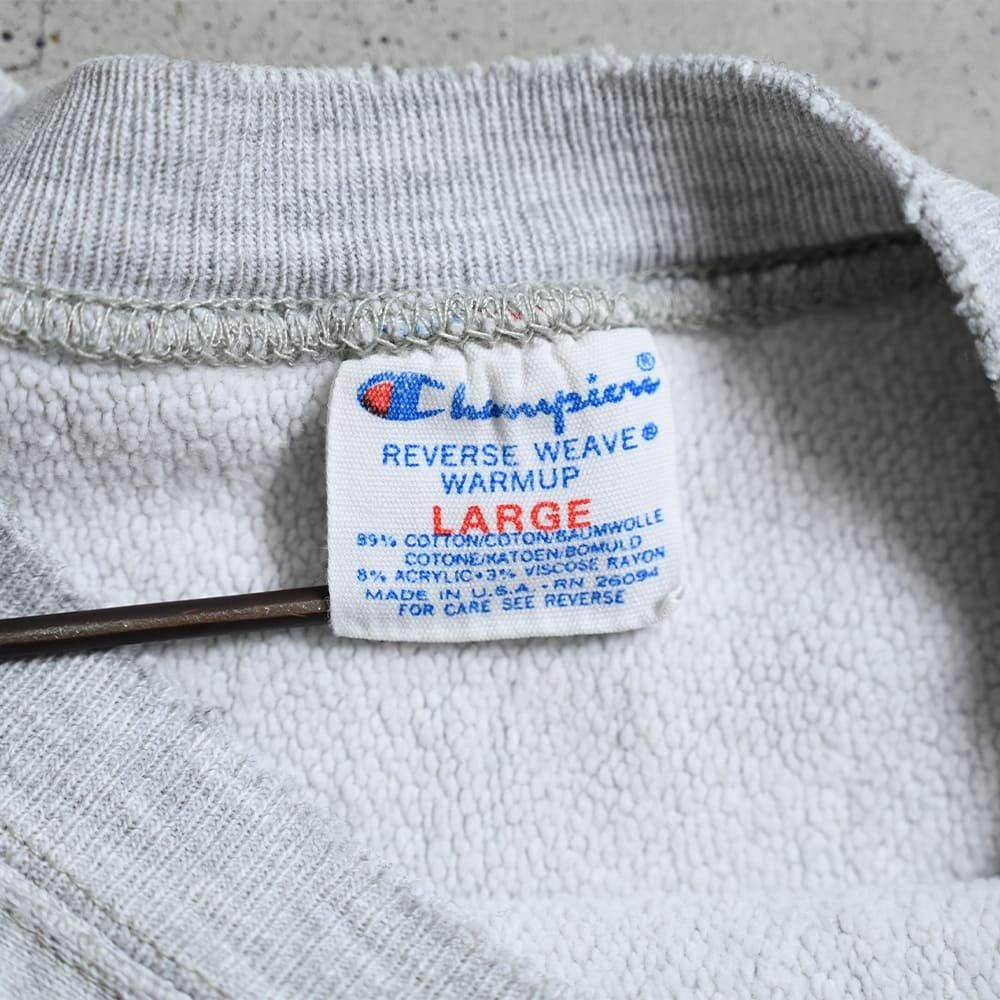 Champion®
REVERSE WEAVE®
WARMUP
LARGE
89% COTTON/COTON/BAUMWOLLE
COTONE/KATOEN/BOMULD
8% ACRYLIC•3% VISCOSE RAYON
MADE IN U.S.A. RN 26094
FOR CARE SEE REVERSE